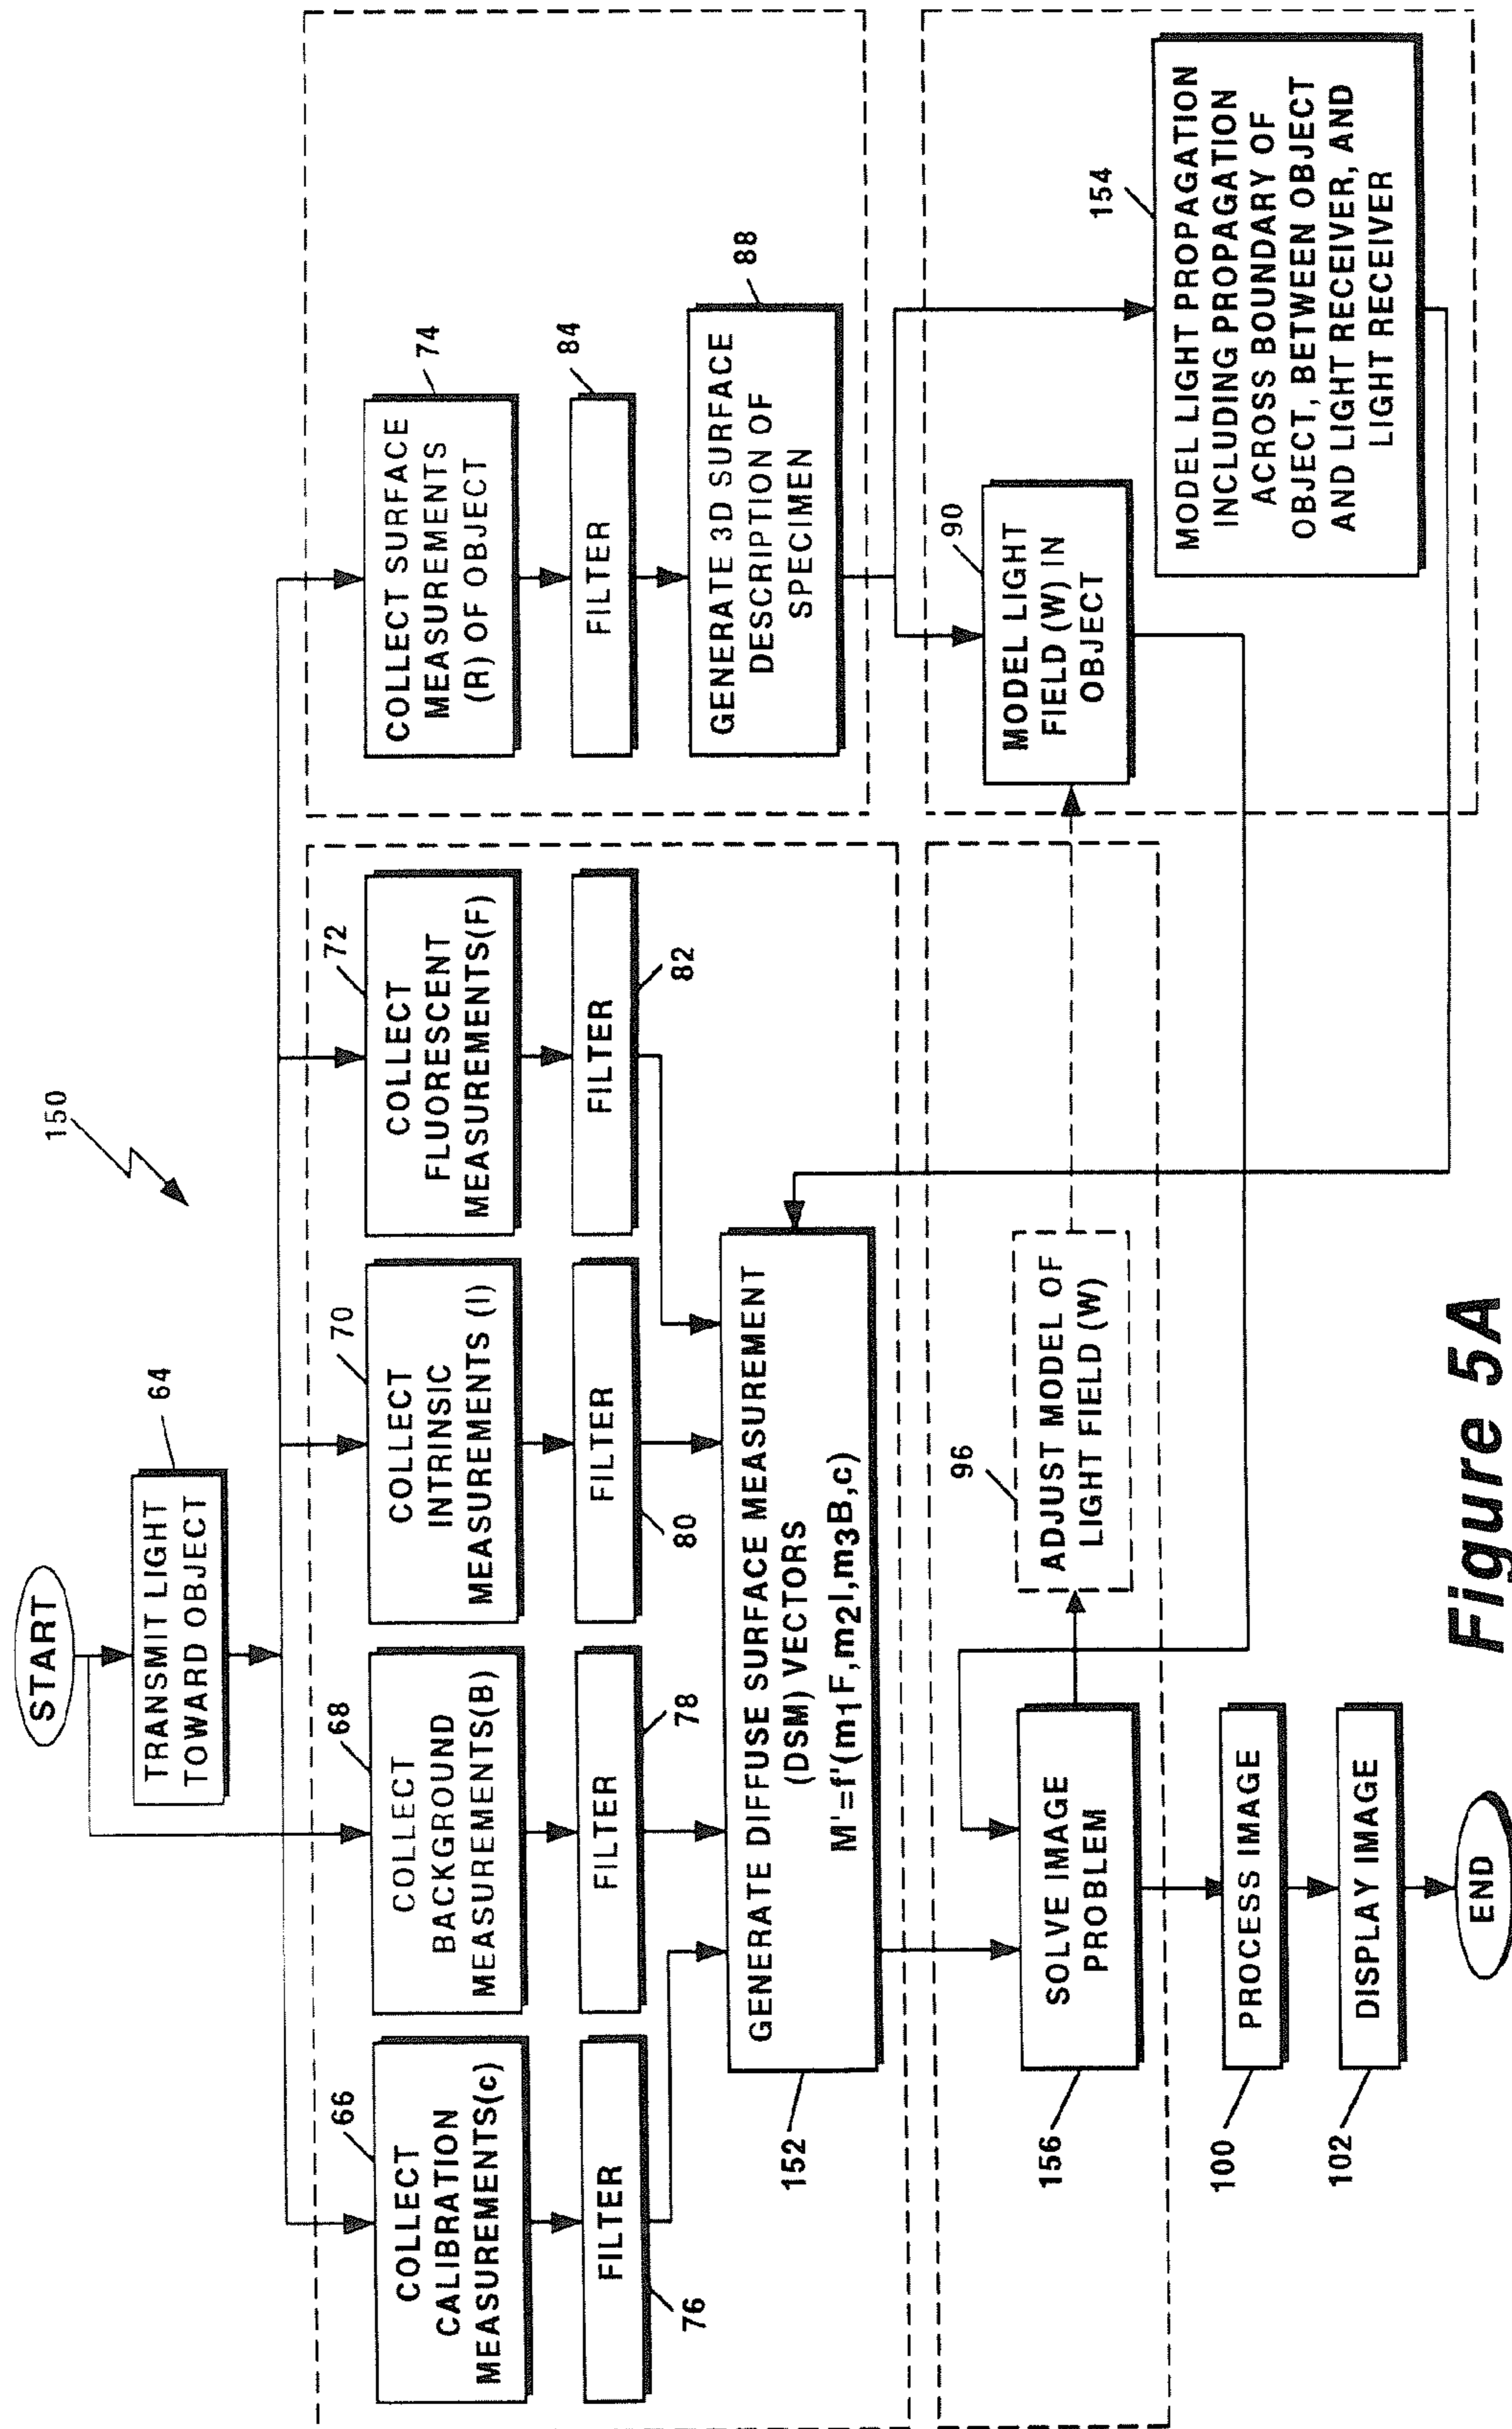 150
START
TRANSMIT LIGHT
TOWARD OBJECT
64
66
COLLECT
CALIBRATION
MEASUREMENTS(c)
68
COLLECT
BACKGROUND
MEASUREMENTS(B)
70
COLLECT
INTRINSIC
MEASUREMENTS (I)
72
COLLECT
FLUORESCENT
MEASUREMENTS(F)
74
COLLECT SURFACE
MEASUREMENTS
(R) OF OBJECT
FILTER
76
FILTER
78
FILTER
80
FILTER
82
FILTER
84
GENERATE DIFFUSE SURFACE MEASUREMENT
(DSM) VECTORS
M'=f'(m1F,m2I,m3B,c)
152
GENERATE 3D SURFACE
DESCRIPTION OF
SPECIMEN
88
SOLVE IMAGE
PROBLEM
156
96
ADJUST MODEL OF
LIGHT FIELD (W)
90
MODEL LIGHT
FIELD (W) IN
OBJECT
154
MODEL LIGHT PROPAGATION
INCLUDING PROPAGATION
ACROSS BOUNDARY OF
OBJECT, BETWEEN OBJECT
AND LIGHT RECEIVER, AND
LIGHT RECEIVER
PROCESS IMAGE
100
DISPLAY IMAGE
102
END
Figure 5A